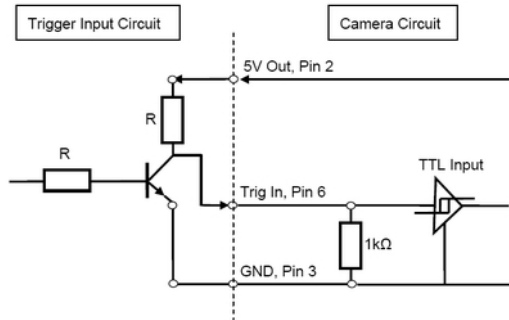 Trigger Input Circuit
Camera Circuit
5V Out, Pin 2
R
R
TTL Input
Trig In, Pin 6
1kΩ
GND, Pin 3